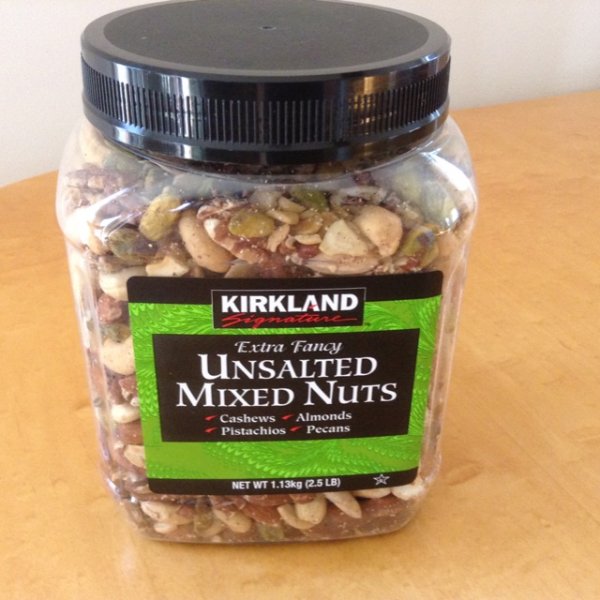 KIRKLAND
Signature
Extra Fancy
UNSALTED
MIXED NUTS
Cashews Almonds
Pistachios Pecans
NET WT 1.13kg (2.5 LB)